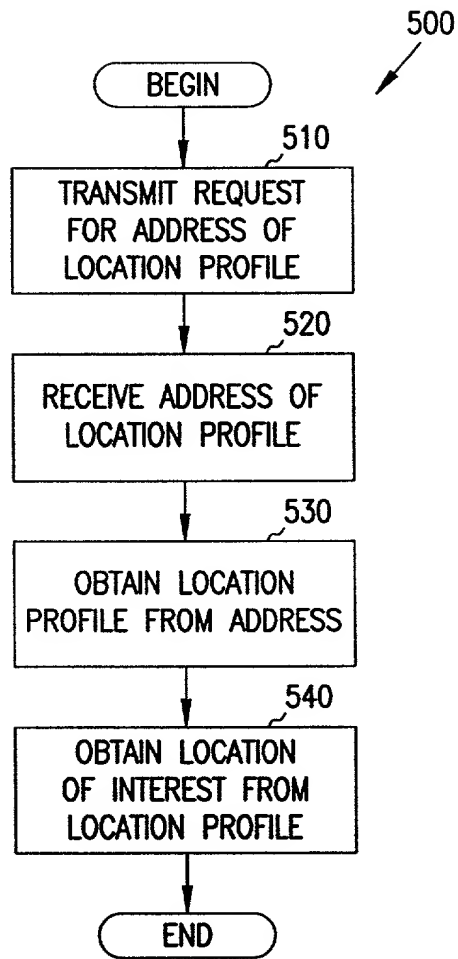 500
BEGIN
510
TRANSMIT REQUEST
FOR ADDRESS OF
LOCATION PROFILE
520
RECEIVE ADDRESS OF
LOCATION PROFILE
530
OBTAIN LOCATION
PROFILE FROM ADDRESS
540
OBTAIN LOCATION
OF INTEREST FROM
LOCATION PROFILE
END